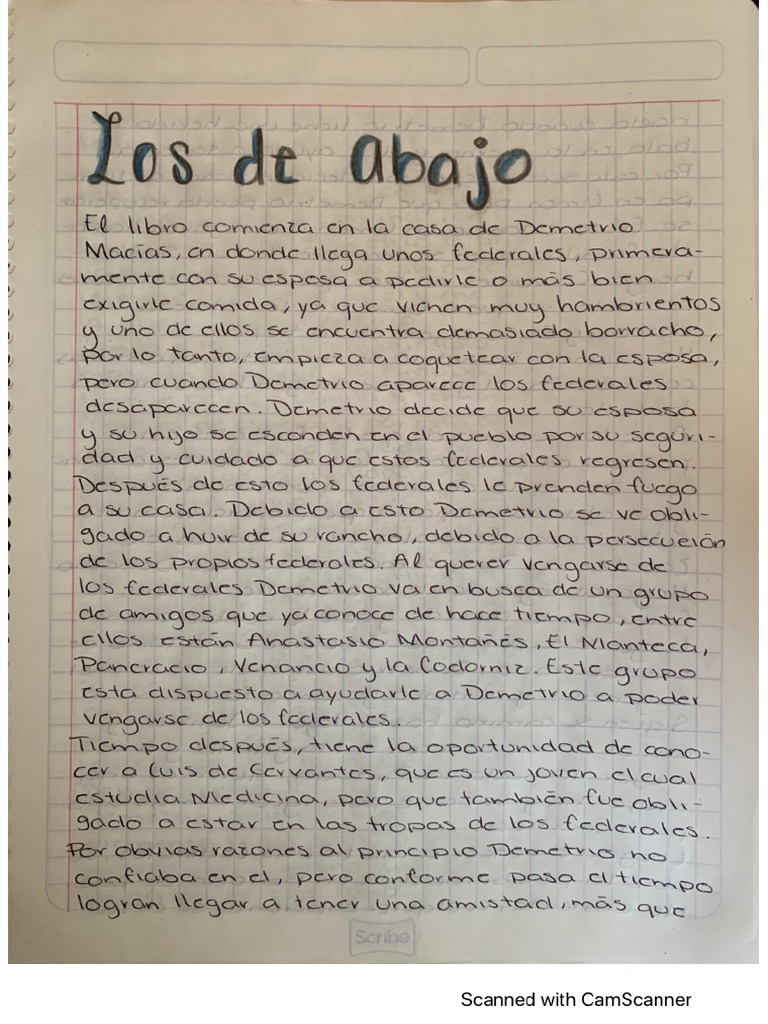 Los de abajo
El libro comienza en la casa de Demetrio
Macías, en donde llega unos federales, primera-
mente con su esposa a pedirle o más bien
exigirle comida, ya que vienen muy hambrientos
y uno de ellos se encuentra demasiado borracho,
por lo tanto, empieza a coquetear con la esposa,
pero cuando Demetrio aparece los federales
desaparecen. Demetrio decide que su esposa
y su hijo se esconden en el pueblo por su seguri-
dad y cuidado a que estos federales regresen.
Después de esto los federales le prenden fuego
a su casa. Debido a esto Demetrio se ve obli-
gado a huir de su rancho, debido a la persecución
de los propios federales. Al querer vengarse de
los federales Demetrio va en busca de un grupo
de amigos que ya conoce de hace tiempo, entre
ellos están Anastasio Montañés, El Manteca,
Pancracio, Venancio y la Codorniz. Este grupo
esta dispuesto a ayudarle a Demetrio a poder
vengarse de los federales.
Tiempo después, tiene la oportunidad de cono-
cer a Luis de Cervantes, que es un joven el cual
estudia Medicina, pero que también fue obli-
gado a estar en las tropas de los federales.
Por obvias razones al principio Demetrio no
confiaba en el, pero conforme pasa el tiempo
logran llegar a tener una amistad, más que
Scribe
Scanned with CamScanner